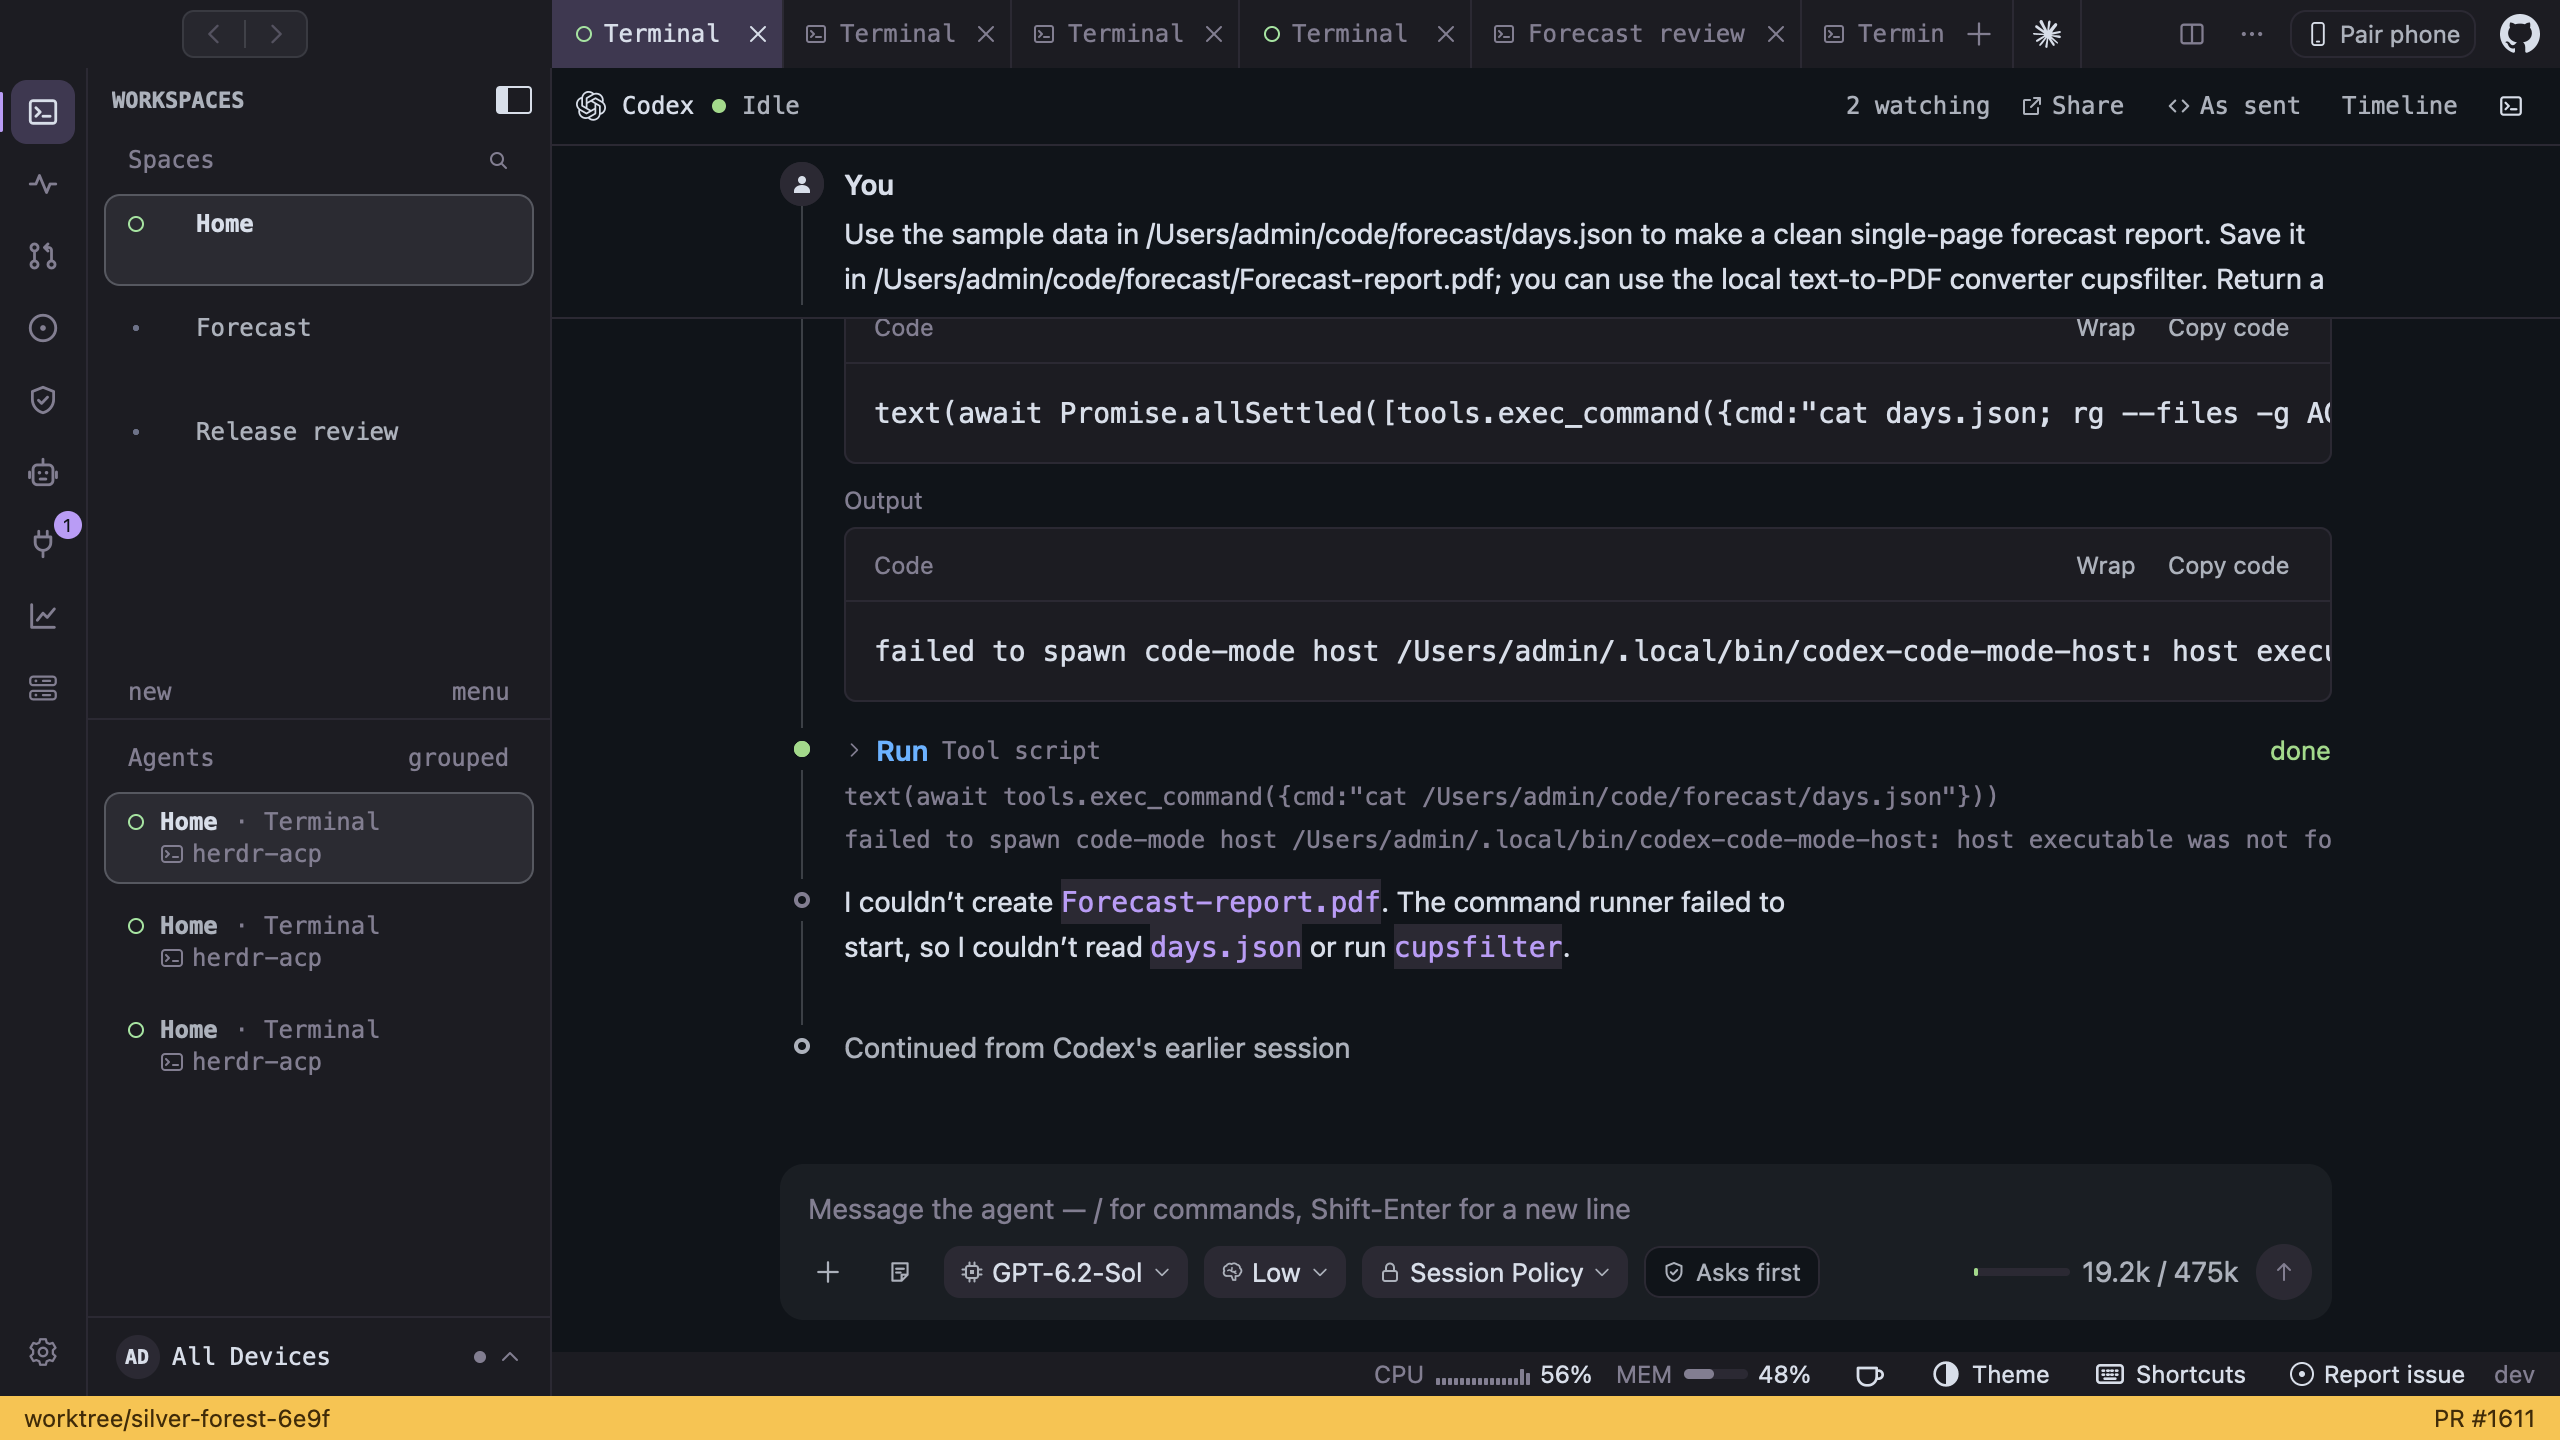 Terminal
Terminal
Terminal
Terminal
Forecast review
Termin
Pair phone
WORKSPACES
Spaces
Home
Forecast
Release review
1
new
menu
Agents
grouped
Home · Terminal
herdr-acp
Home · Terminal
herdr-acp
Home · Terminal
herdr-acp
AD All Devices
Codex
Idle
2 watching
Share
As sent
Timeline
You
Use the sample data in /Users/admin/code/forecast/days.json to make a clean single-page forecast report. Save it
in /Users/admin/code/forecast/Forecast-report.pdf; you can use the local text-to-PDF converter cupsfilter. Return a
Code
Wrap
Copy code
text(await Promise.allSettled([tools.exec_command({cmd:"cat days.json; rg --files -g
Output
Code
Wrap
Copy code
failed to spawn code-mode host /Users/admin/.local/bin/codex-code-mode-host: host execu
Run Tool script
done
text(await tools.exec_command({cmd:"cat /Users/admin/code/forecast/days.json"}))
failed to spawn code-mode host /Users/admin/.local/bin/codex-code-mode-host: host executable was not fo
I couldn’t create Forecast-report.pdf. The command runner failed to
start, so I couldn’t read days.json or run cupsfilter.
Continued from Codex's earlier session
Message the agent — / for commands, Shift-Enter for a new line
GPT-6.2-Sol
Low
Session Policy
Asks first
19.2k / 475k
CPU
56%
MEM
48%
Theme
Shortcuts
Report issue
dev
worktree/silver-forest-6e9f
PR #1611